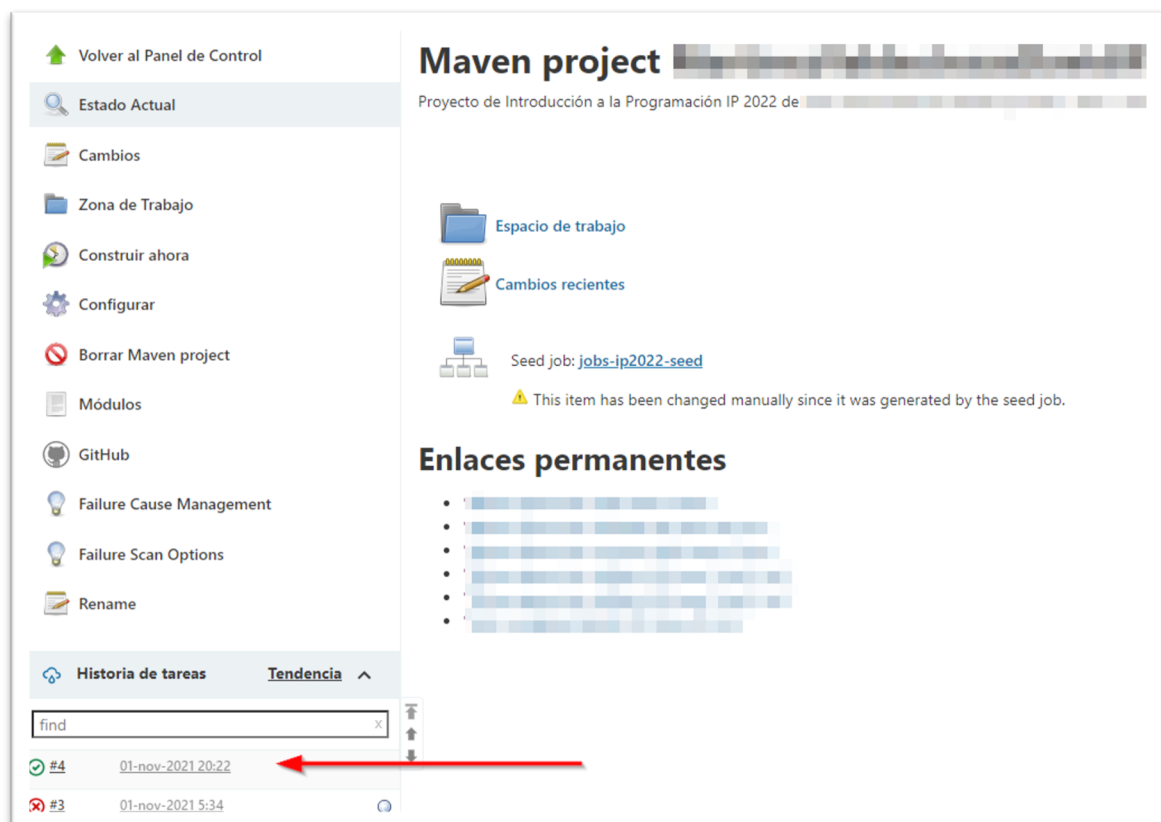 Volver al Panel de Control
Estado Actual
Cambios
Zona de Trabajo
Construir ahora
Configurar
Borrar Maven project
Módulos
GitHub
Failure Cause Management
Failure Scan Options
Rename
Historia de tareas Tendencia
find x
#4 01-nov-2021 20:22
#3 01-nov-2021 5:34
Maven project
Proyecto de Introducción a la Programación IP 2022 de
Espacio de trabajo
Cambios recientes
Seed job: jobs-ip2022-seed
This item has been changed manually since it was generated by the seed job.
Enlaces permanentes